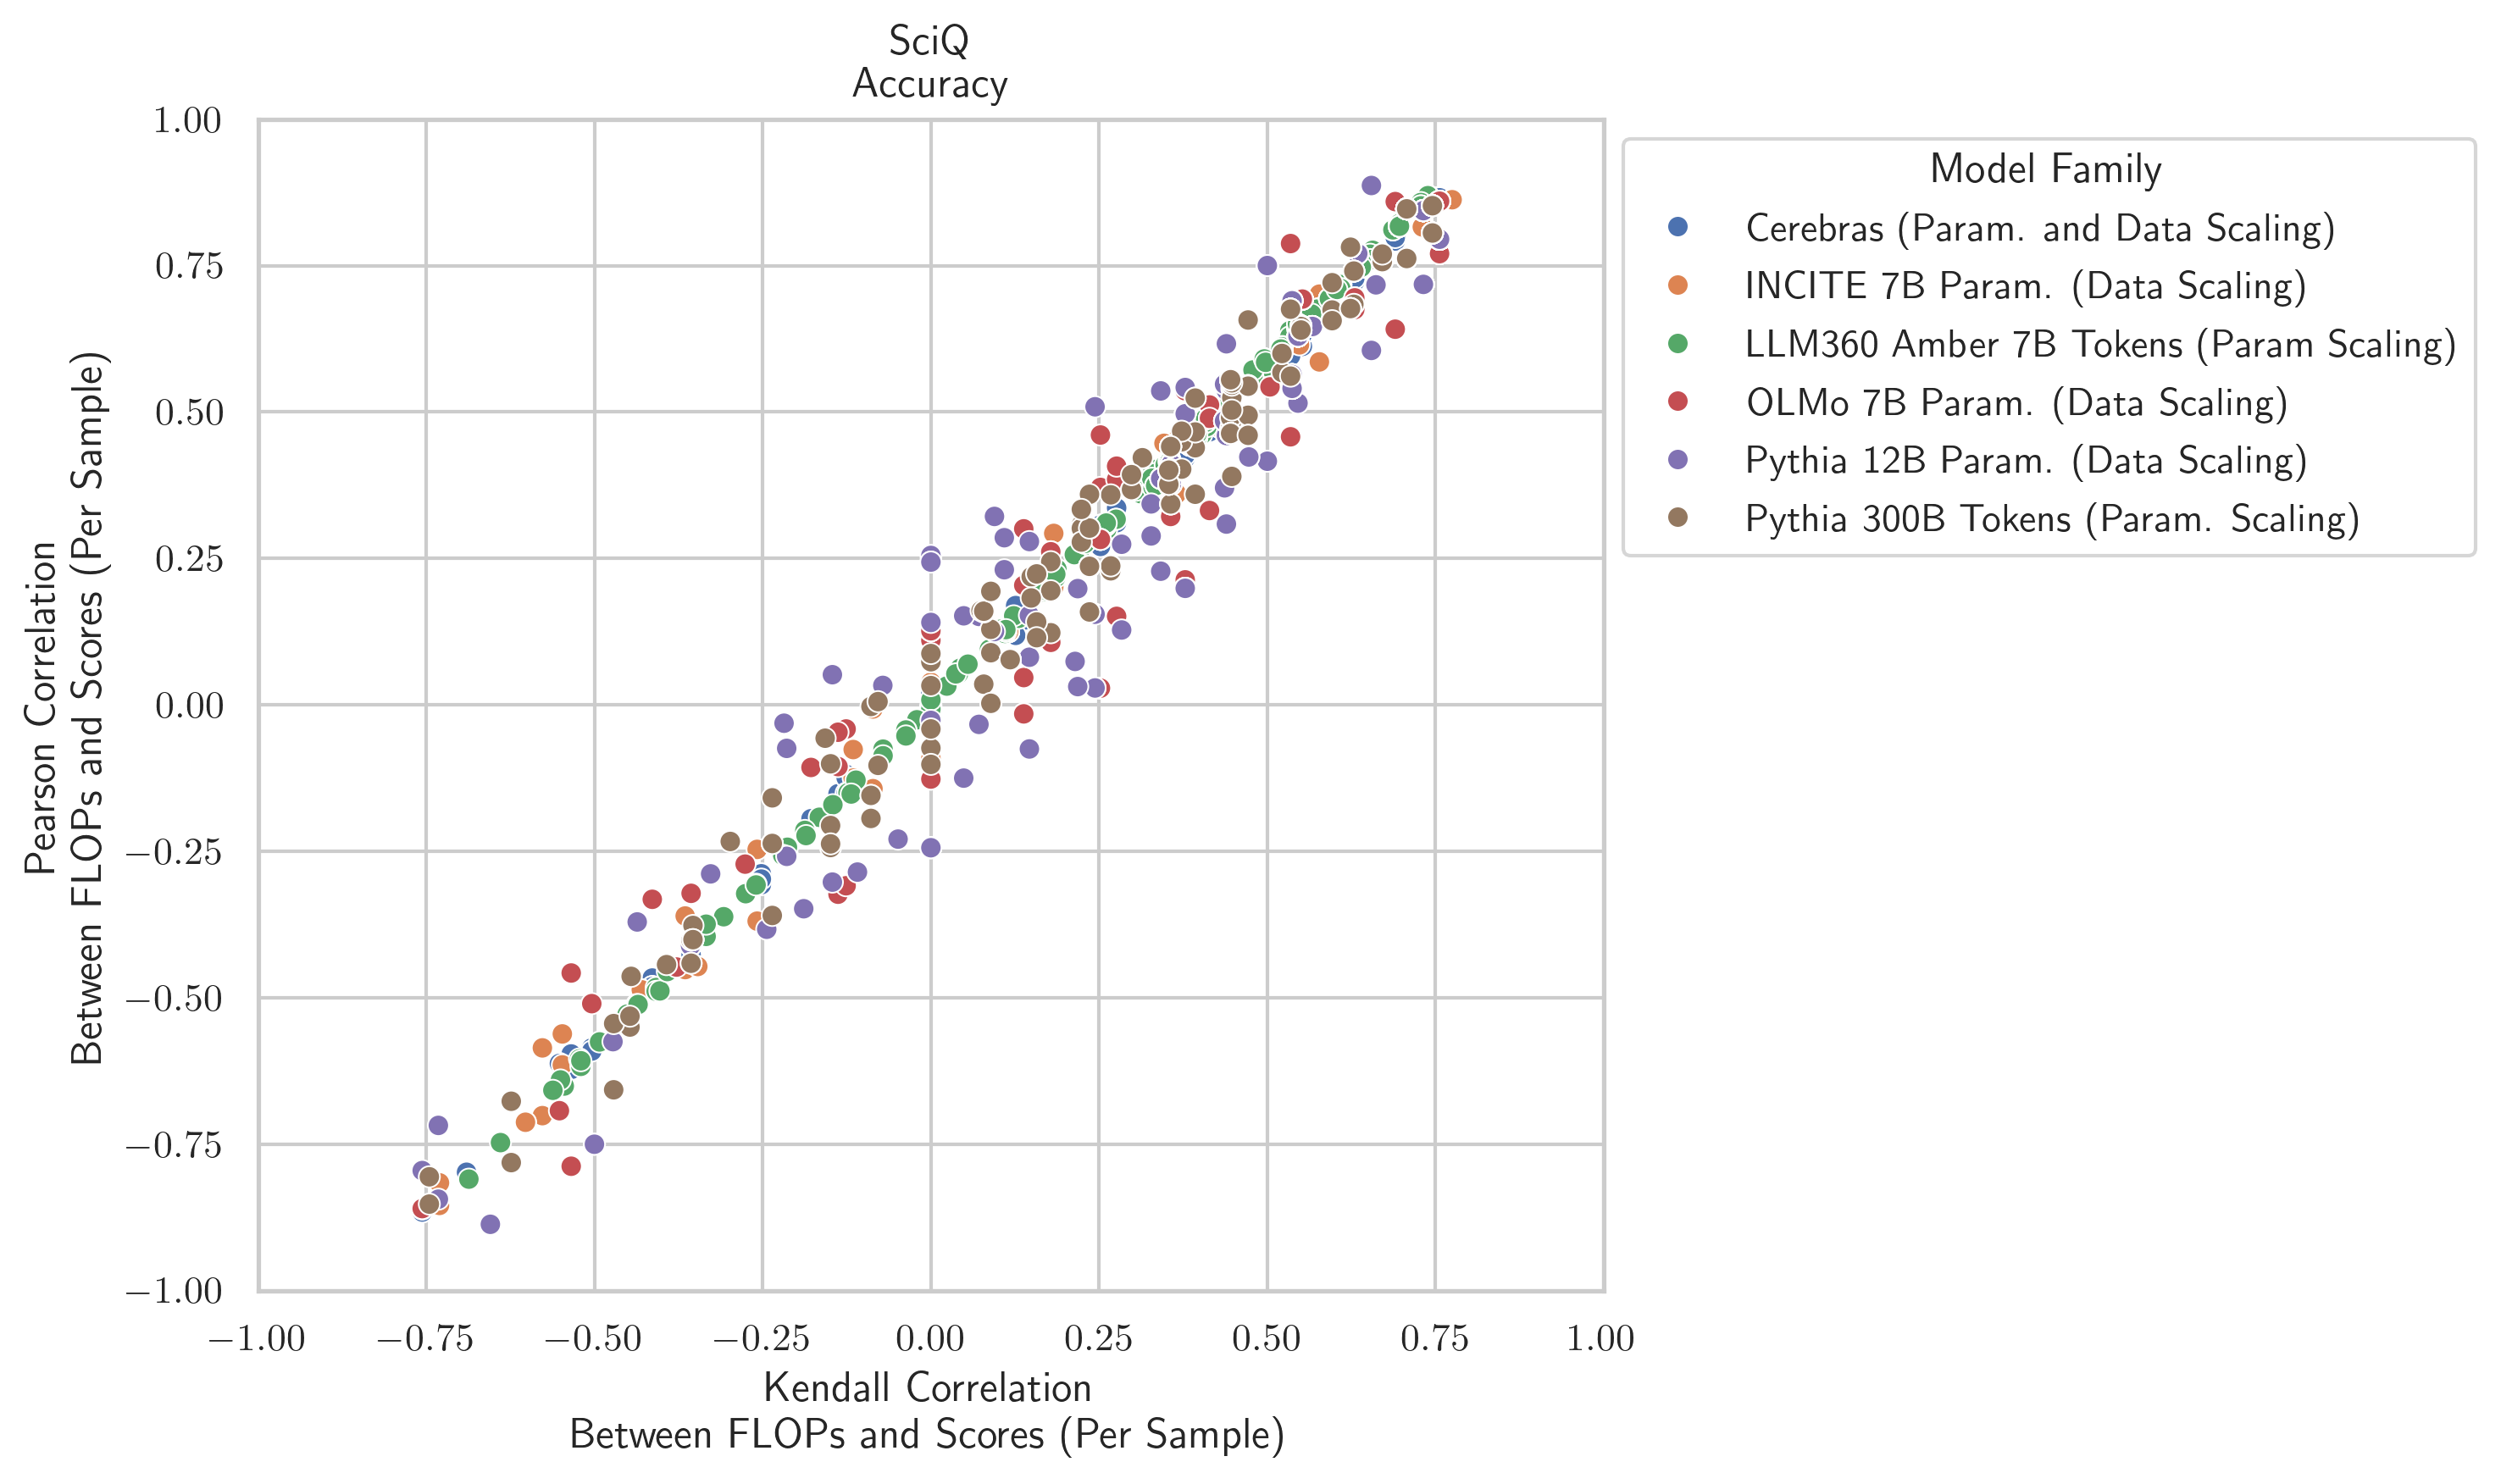 SciQ
Accuracy
1.00
0.75
0.50
0.25
0.00
−0.25
−0.50
−0.75
−1.00
Pearson Correlation
Between FLOPs and Scores (Per Sample)
−1.00 −0.75 −0.50 −0.25 0.00 0.25 0.50 0.75 1.00
Kendall Correlation
Between FLOPs and Scores (Per Sample)
Model Family
Cerebras (Param. and Data Scaling)
INCITE 7B Param. (Data Scaling)
LLM360 Amber 7B Tokens (Param Scaling)
OLMo 7B Param. (Data Scaling)
Pythia 12B Param. (Data Scaling)
Pythia 300B Tokens (Param. Scaling)